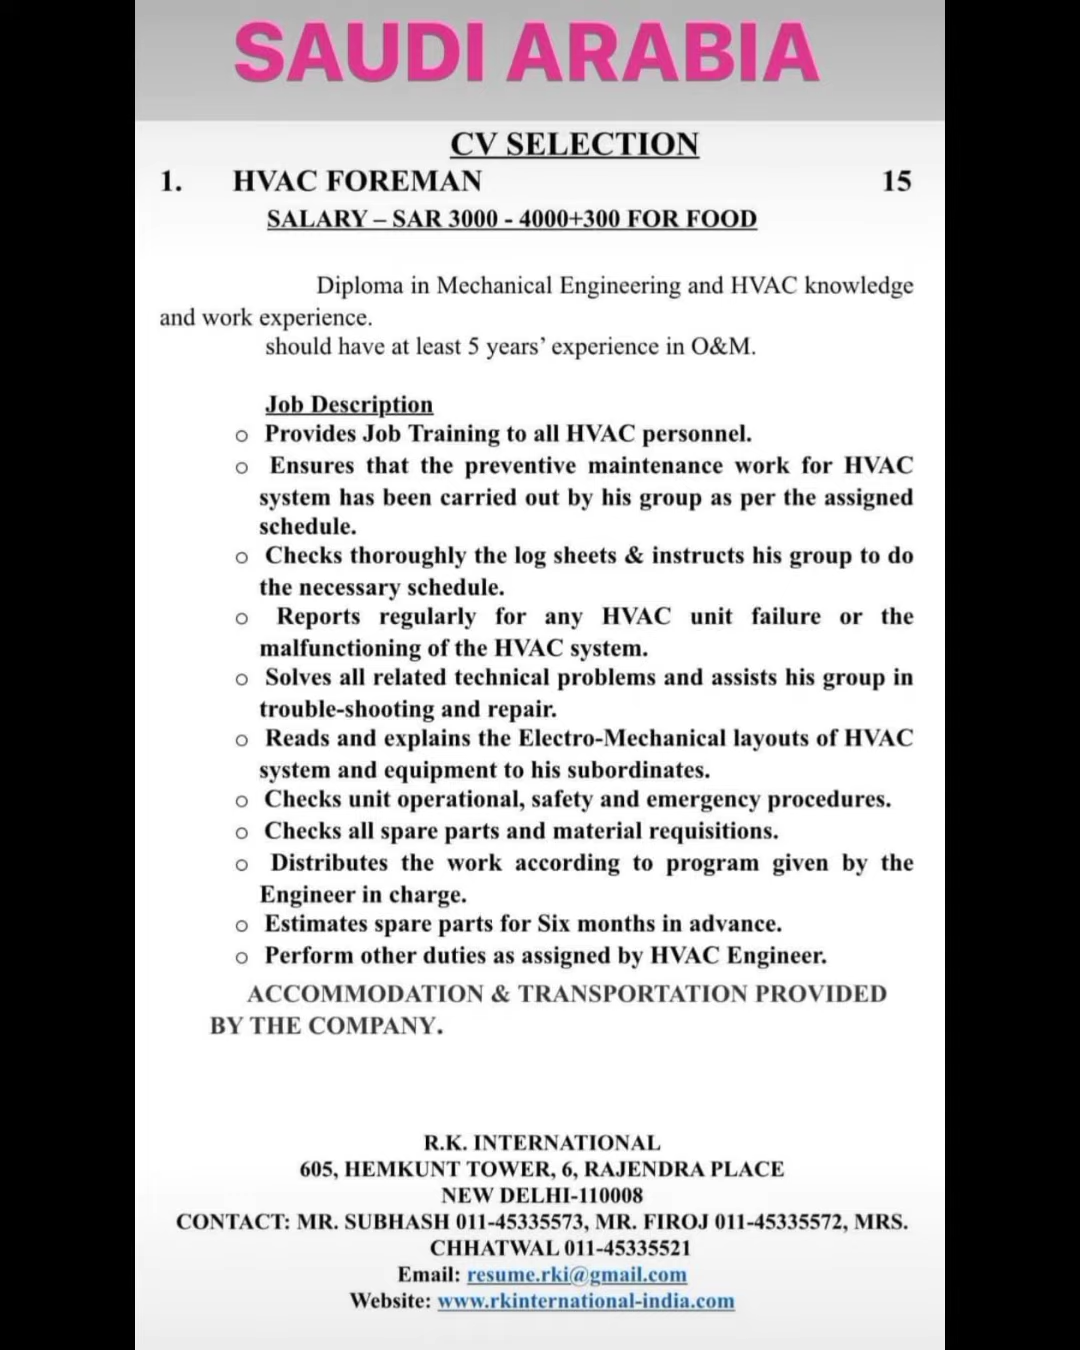 SAUDI ARABIA
CV SELECTION
1. HVAC FOREMAN 15
SALARY – SAR 3000 - 4000+300 FOR FOOD
Diploma in Mechanical Engineering and HVAC knowledge
and work experience.
should have at least 5 years’ experience in O&M.
Job Description
o Provides Job Training to all HVAC personnel.
o Ensures that the preventive maintenance work for HVAC
system has been carried out by his group as per the assigned
schedule.
o Checks thoroughly the log sheets & instructs his group to do
the necessary schedule.
o Reports regularly for any HVAC unit failure or the
malfunctioning of the HVAC system.
o Solves all related technical problems and assists his group in
trouble-shooting and repair.
o Reads and explains the Electro-Mechanical layouts of HVAC
system and equipment to his subordinates.
o Checks unit operational, safety and emergency procedures.
o Checks all spare parts and material requisitions.
o Distributes the work according to program given by the
Engineer in charge.
o Estimates spare parts for Six months in advance.
o Perform other duties as assigned by HVAC Engineer.
ACCOMMODATION & TRANSPORTATION PROVIDED
BY THE COMPANY.
R.K. INTERNATIONAL
605, HEMKUNT TOWER, 6, RAJENDRA PLACE
NEW DELHI-110008
CONTACT: MR. SUBHASH 011-45335573, MR. FIROJ 011-45335572, MRS.
CHHATWAL 011-45335521
Email: resume.rki@gmail.com
Website: www.rkinternational-india.com